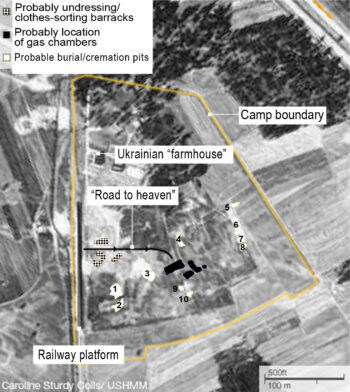 Probably undressing/
clothes-sorting barracks
Probably location
of gas chambers
Probable burial/cremation pits
Camp boundary
Ukrainian "farmhouse"
"Road to heaven"
5
6
4
7
8
3
1
9
10
2
Railway platform
500ft
100 m
Caroline Sturdy Colls/ USHMM